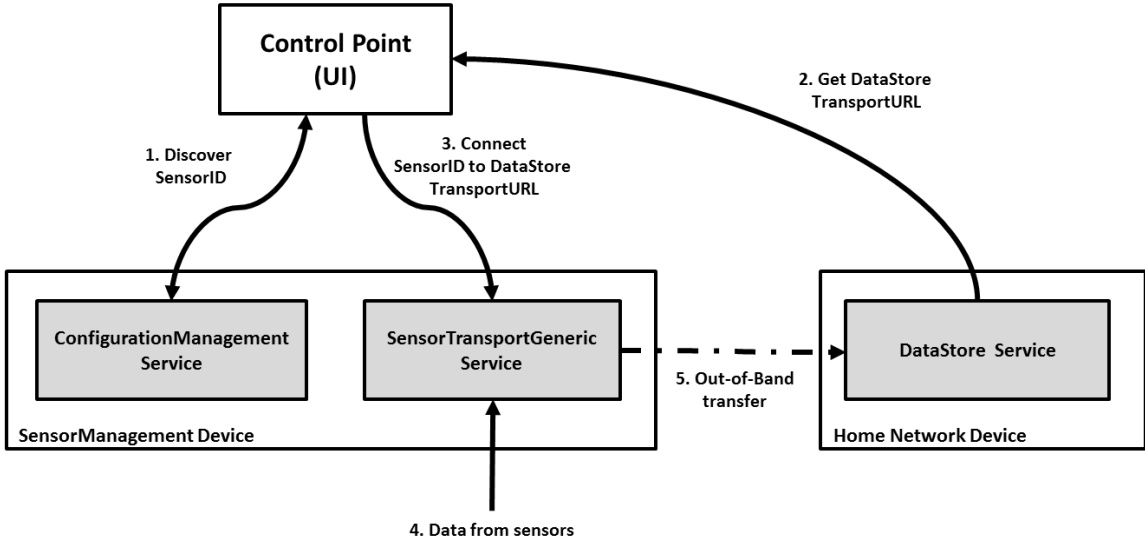 Control Point
(UI)
2. Get DataStore
TransportURL
1. Discover
SensorID
3. Connect
SensorID to DataStore
TransportURL
ConfigurationManagement
Service
SensorTransportGeneric
Service
DataStore Service
5. Out-of-Band
transfer
SensorManagement Device
Home Network Device
4. Data from sensors